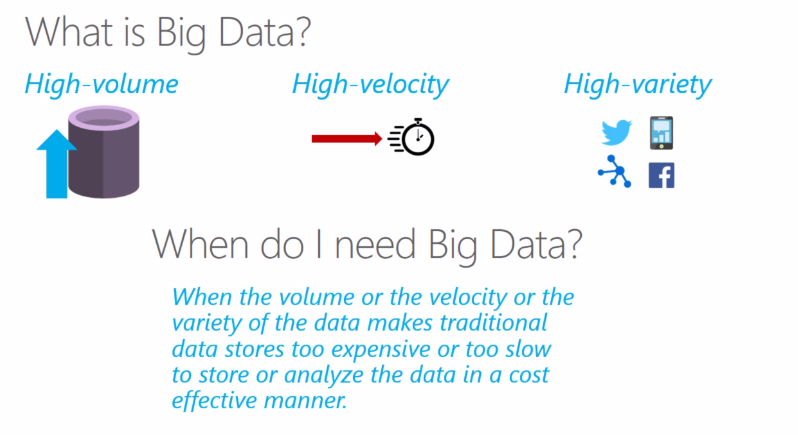 What is Big Data?
High-volume
High-velocity
High-variety
When do I need Big Data?
When the volume or the velocity or the
variety of the data makes traditional
data stores too expensive or too slow
to store or analyze the data in a cost
effective manner.